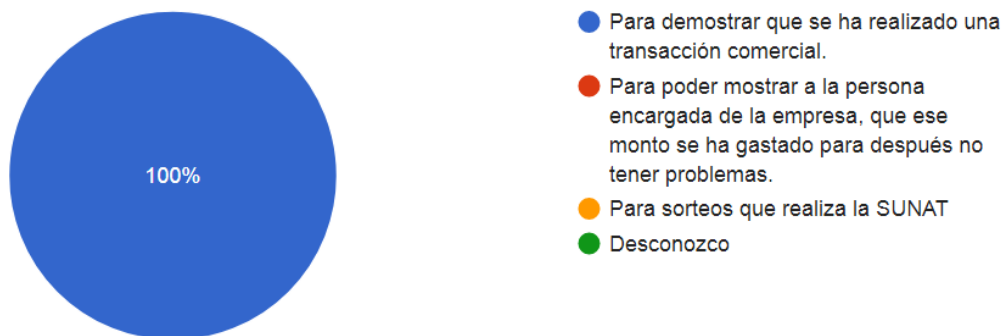 100%
Para demostrar que se ha realizado una
transacción comercial.
Para poder mostrar a la persona
encargada de la empresa, que ese
monto se ha gastado para después no
tener problemas.
Para sorteos que realiza la SUNAT
Desconozco